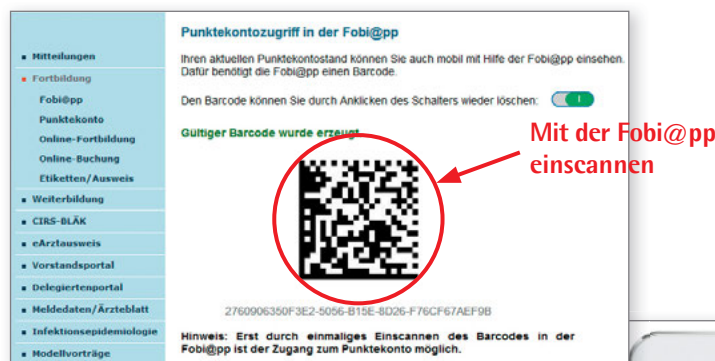 Mitteilungen
Fortbildung
Fobi@pp
Punktekonto
Online-Fortbildung
Online-Buchung
Etiketten/Ausweis
Weiterbildung
CIRS-BLÄK
eArztausweis
Vorstandsportal
Delegiertenportal
Meldedaten/Ärzteblatt
Infektionsepidemiologie
Modellvorträge
Punktekontozugriff in der Fobi@pp
Ihren aktuellen Punktekontostand können Sie auch mobil mit Hilfe der Fobi@pp einsehen.
Dafür benötigt die Fobi@pp einen Barcode.
Den Barcode können Sie durch Anklicken des Schalters wieder löschen:
Gültiger Barcode wurde erzeugt
Mit der Fobi@pp
einscannen
2760906350F3E2-5056-B15E-8D26-F76CF67AEF9B
Hinweis: Erst durch einmaliges Einscannen des Barcodes in der
Fobi@pp ist der Zugang zum Punktekonto möglich.